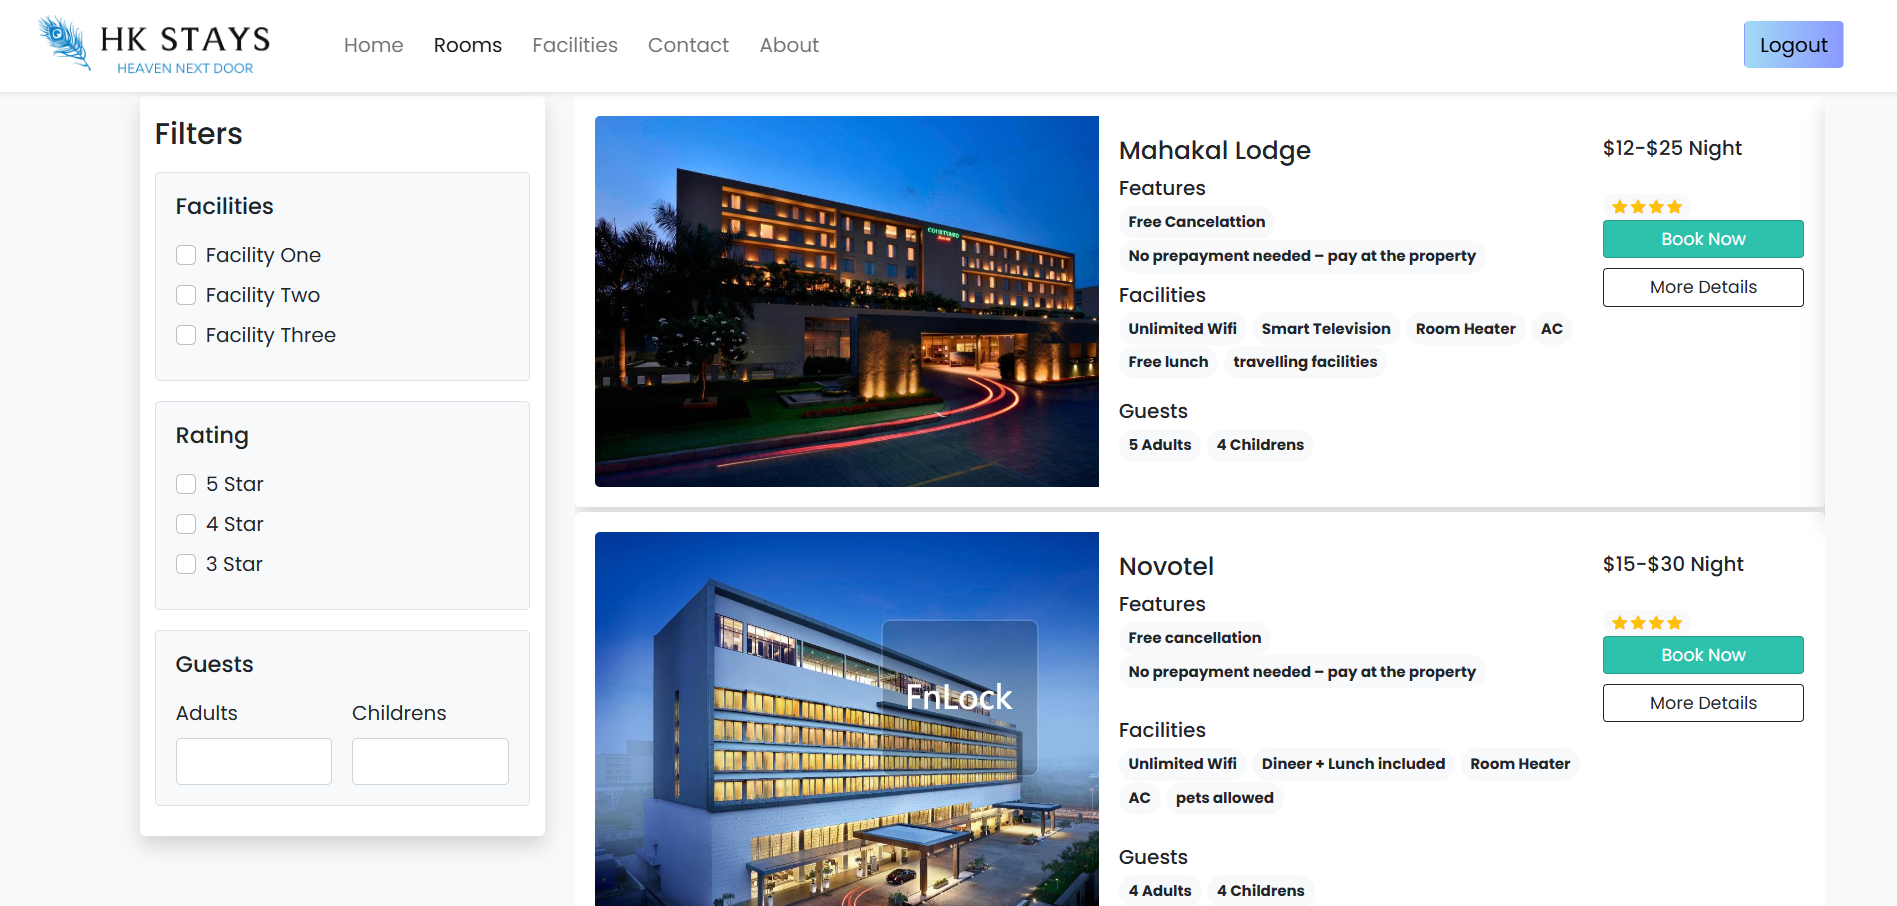 HK STAYS
HEAVEN NEXT DOOR
Home Rooms Facilities Contact About
Logout
Filters
Facilities
Facility One
Facility Two
Facility Three
Rating
5 Star
4 Star
3 Star
Guests
Adults Childrens
COURTYARD
Mahakal Lodge
Features
Free Cancelattion
No prepayment needed – pay at the property
Facilities
Unlimited Wifi Smart Television Room Heater AC
Free lunch travelling facilities
Guests
5 Adults 4 Childrens
$12-$25 Night
Book Now
More Details
FnLock
Novotel
Features
Free cancellation
No prepayment needed – pay at the property
Facilities
Unlimited Wifi Dineer + Lunch included Room Heater
AC pets allowed
Guests
4 Adults 4 Childrens
$15-$30 Night
Book Now
More Details